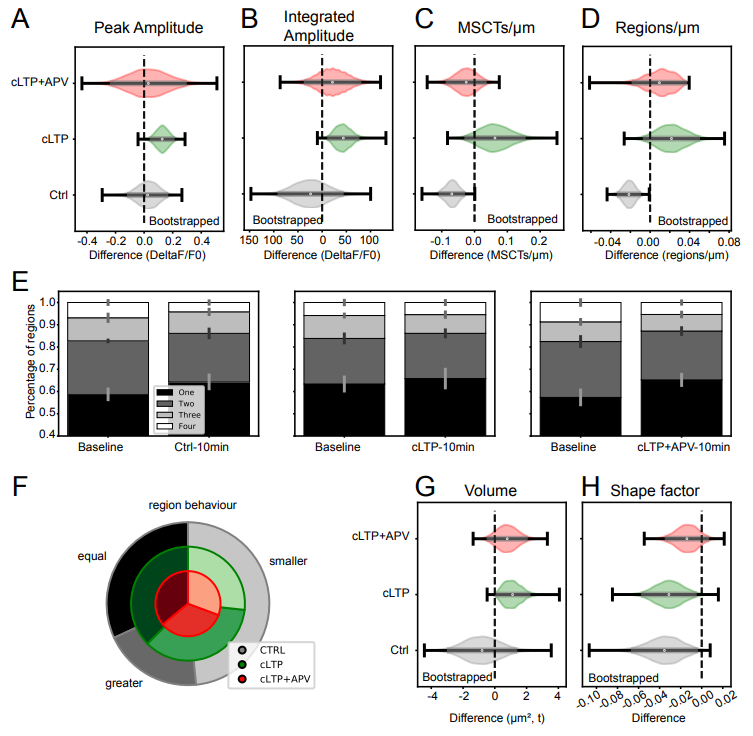 A
Peak Amplitude
B
Integrated
Amplitude
C
MSCTs/µm
D
Regions/µm
cLTP+APV
cLTP
Ctrl
Bootstrapped
Bootstrapped
Bootstrapped
Bootstrapped
-0.4 -0.2 0.0 0.2 0.4
Difference (DeltaF/F0)
150 100 -50 0 50 100
Difference (DeltaF/F0)
-0.1 0.0 0.1 0.2
Difference (MSCTs/µm)
-0.04 0.00 0.04 0.08
Difference (regions/µm)
E
Percentage of regions
1.0
0.9
0.8
0.7
0.6
0.5
0.4
One
Two
Three
Four
Baseline
Ctrl-10min
Baseline
cLTP-10min
Baseline
cLTP+APV-10min
F
region behaviour
equal
smaller
greater
CTRL
cLTP
cLTP+APV
G
Volume
H
Shape factor
cLTP+APV
cLTP
Ctrl
Bootstrapped
Bootstrapped
-4 -2 0 2 4
Difference (µm², t)
-0.10 -0.08 -0.06 -0.04 -0.02 0.00 0.02
Difference